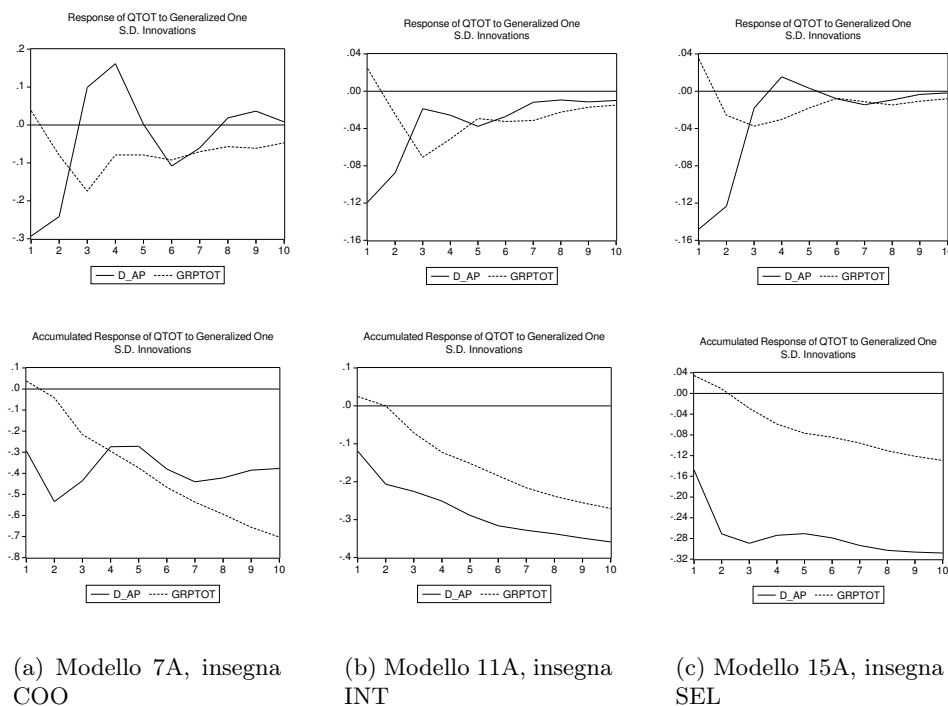 Response of QTOT to Generalized One
S.D. Innovations
.2
.1
.0
-.1
-.2
-.3
1 2 3 4 5 6 7 8 9 10
D_AP GRPTOT
Response of QTOT to Generalized One
S.D. Innovations
.04
.00
-.04
-.08
-.12
-.16
1 2 3 4 5 6 7 8 9 10
D_AP GRPTOT
Response of QTOT to Generalized One
S.D. Innovations
.04
.00
-.04
-.08
-.12
-.16
1 2 3 4 5 6 7 8 9 10
D_AP GRPTOT
Accumulated Response of QTOT to Generalized One
S.D. Innovations
.1
.0
-.1
-.2
-.3
-.4
-.5
-.6
-.7
-.8
1 2 3 4 5 6 7 8 9 10
D_AP GRPTOT
Accumulated Response of QTOT to Generalized One
S.D. Innovations
.1
.0
-.1
-.2
-.3
-.4
1 2 3 4 5 6 7 8 9 10
D_AP GRPTOT
Accumulated Response of QTOT to Generalized One
S.D. Innovations
.04
.00
-.04
-.08
-.12
-.16
-.20
-.24
-.28
-.32
1 2 3 4 5 6 7 8 9 10
D_AP GRPTOT
(a) Modello 7A, insegna
COO
(b) Modello 11A, insegna
INT
(c) Modello 15A, insegna
SEL